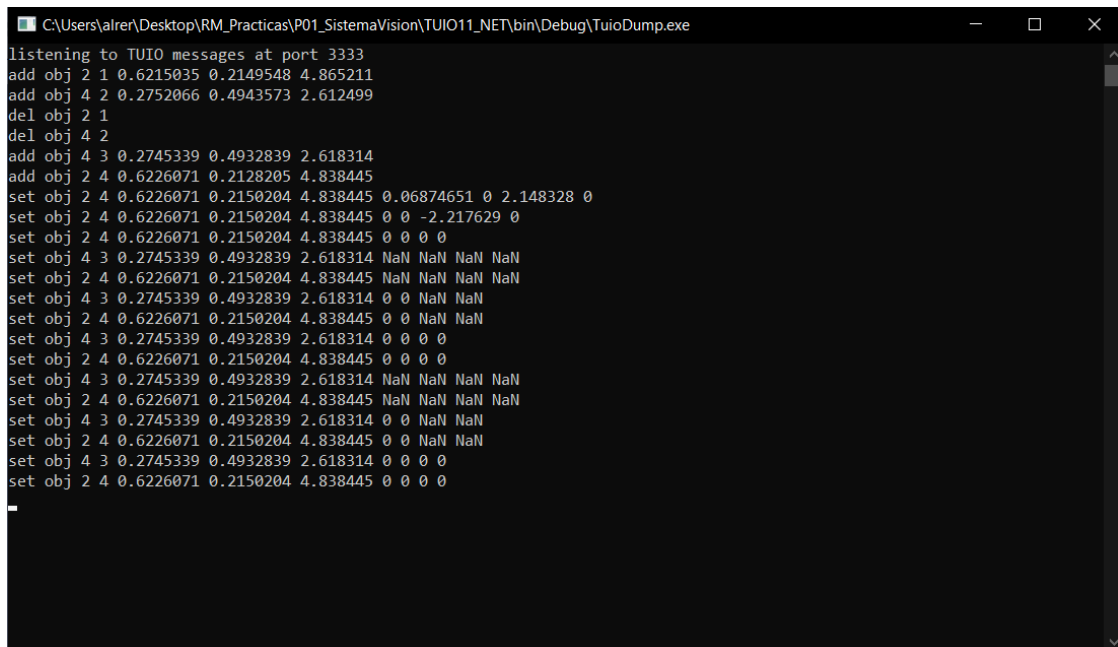 C:\Users\alrer\Desktop\RM_Practicas\P01_SistemaVision\TUIO11_NET\bin\Debug\TuioDump.exe
listening to TUIO messages at port 3333
add obj 2 1 0.6215035 0.2149548 4.865211
add obj 4 2 0.2752066 0.4943573 2.612499
del obj 2 1
del obj 4 2
add obj 4 3 0.2745339 0.4932839 2.618314
add obj 2 4 0.6226071 0.2128205 4.838445
set obj 2 4 0.6226071 0.2150204 4.838445 0.06874651 0 2.148328 0
set obj 2 4 0.6226071 0.2150204 4.838445 0 0 -2.217629 0
set obj 2 4 0.6226071 0.2150204 4.838445 0 0 0 0
set obj 4 3 0.2745339 0.4932839 2.618314 NaN NaN NaN NaN
set obj 2 4 0.6226071 0.2150204 4.838445 NaN NaN NaN NaN
set obj 4 3 0.2745339 0.4932839 2.618314 0 0 NaN NaN
set obj 2 4 0.6226071 0.2150204 4.838445 0 0 NaN NaN
set obj 4 3 0.2745339 0.4932839 2.618314 0 0 0 0
set obj 2 4 0.6226071 0.2150204 4.838445 0 0 0 0
set obj 4 3 0.2745339 0.4932839 2.618314 NaN NaN NaN NaN
set obj 2 4 0.6226071 0.2150204 4.838445 NaN NaN NaN NaN
set obj 4 3 0.2745339 0.4932839 2.618314 0 0 NaN NaN
set obj 2 4 0.6226071 0.2150204 4.838445 0 0 NaN NaN
set obj 4 3 0.2745339 0.4932839 2.618314 0 0 0 0
set obj 2 4 0.6226071 0.2150204 4.838445 0 0 0 0